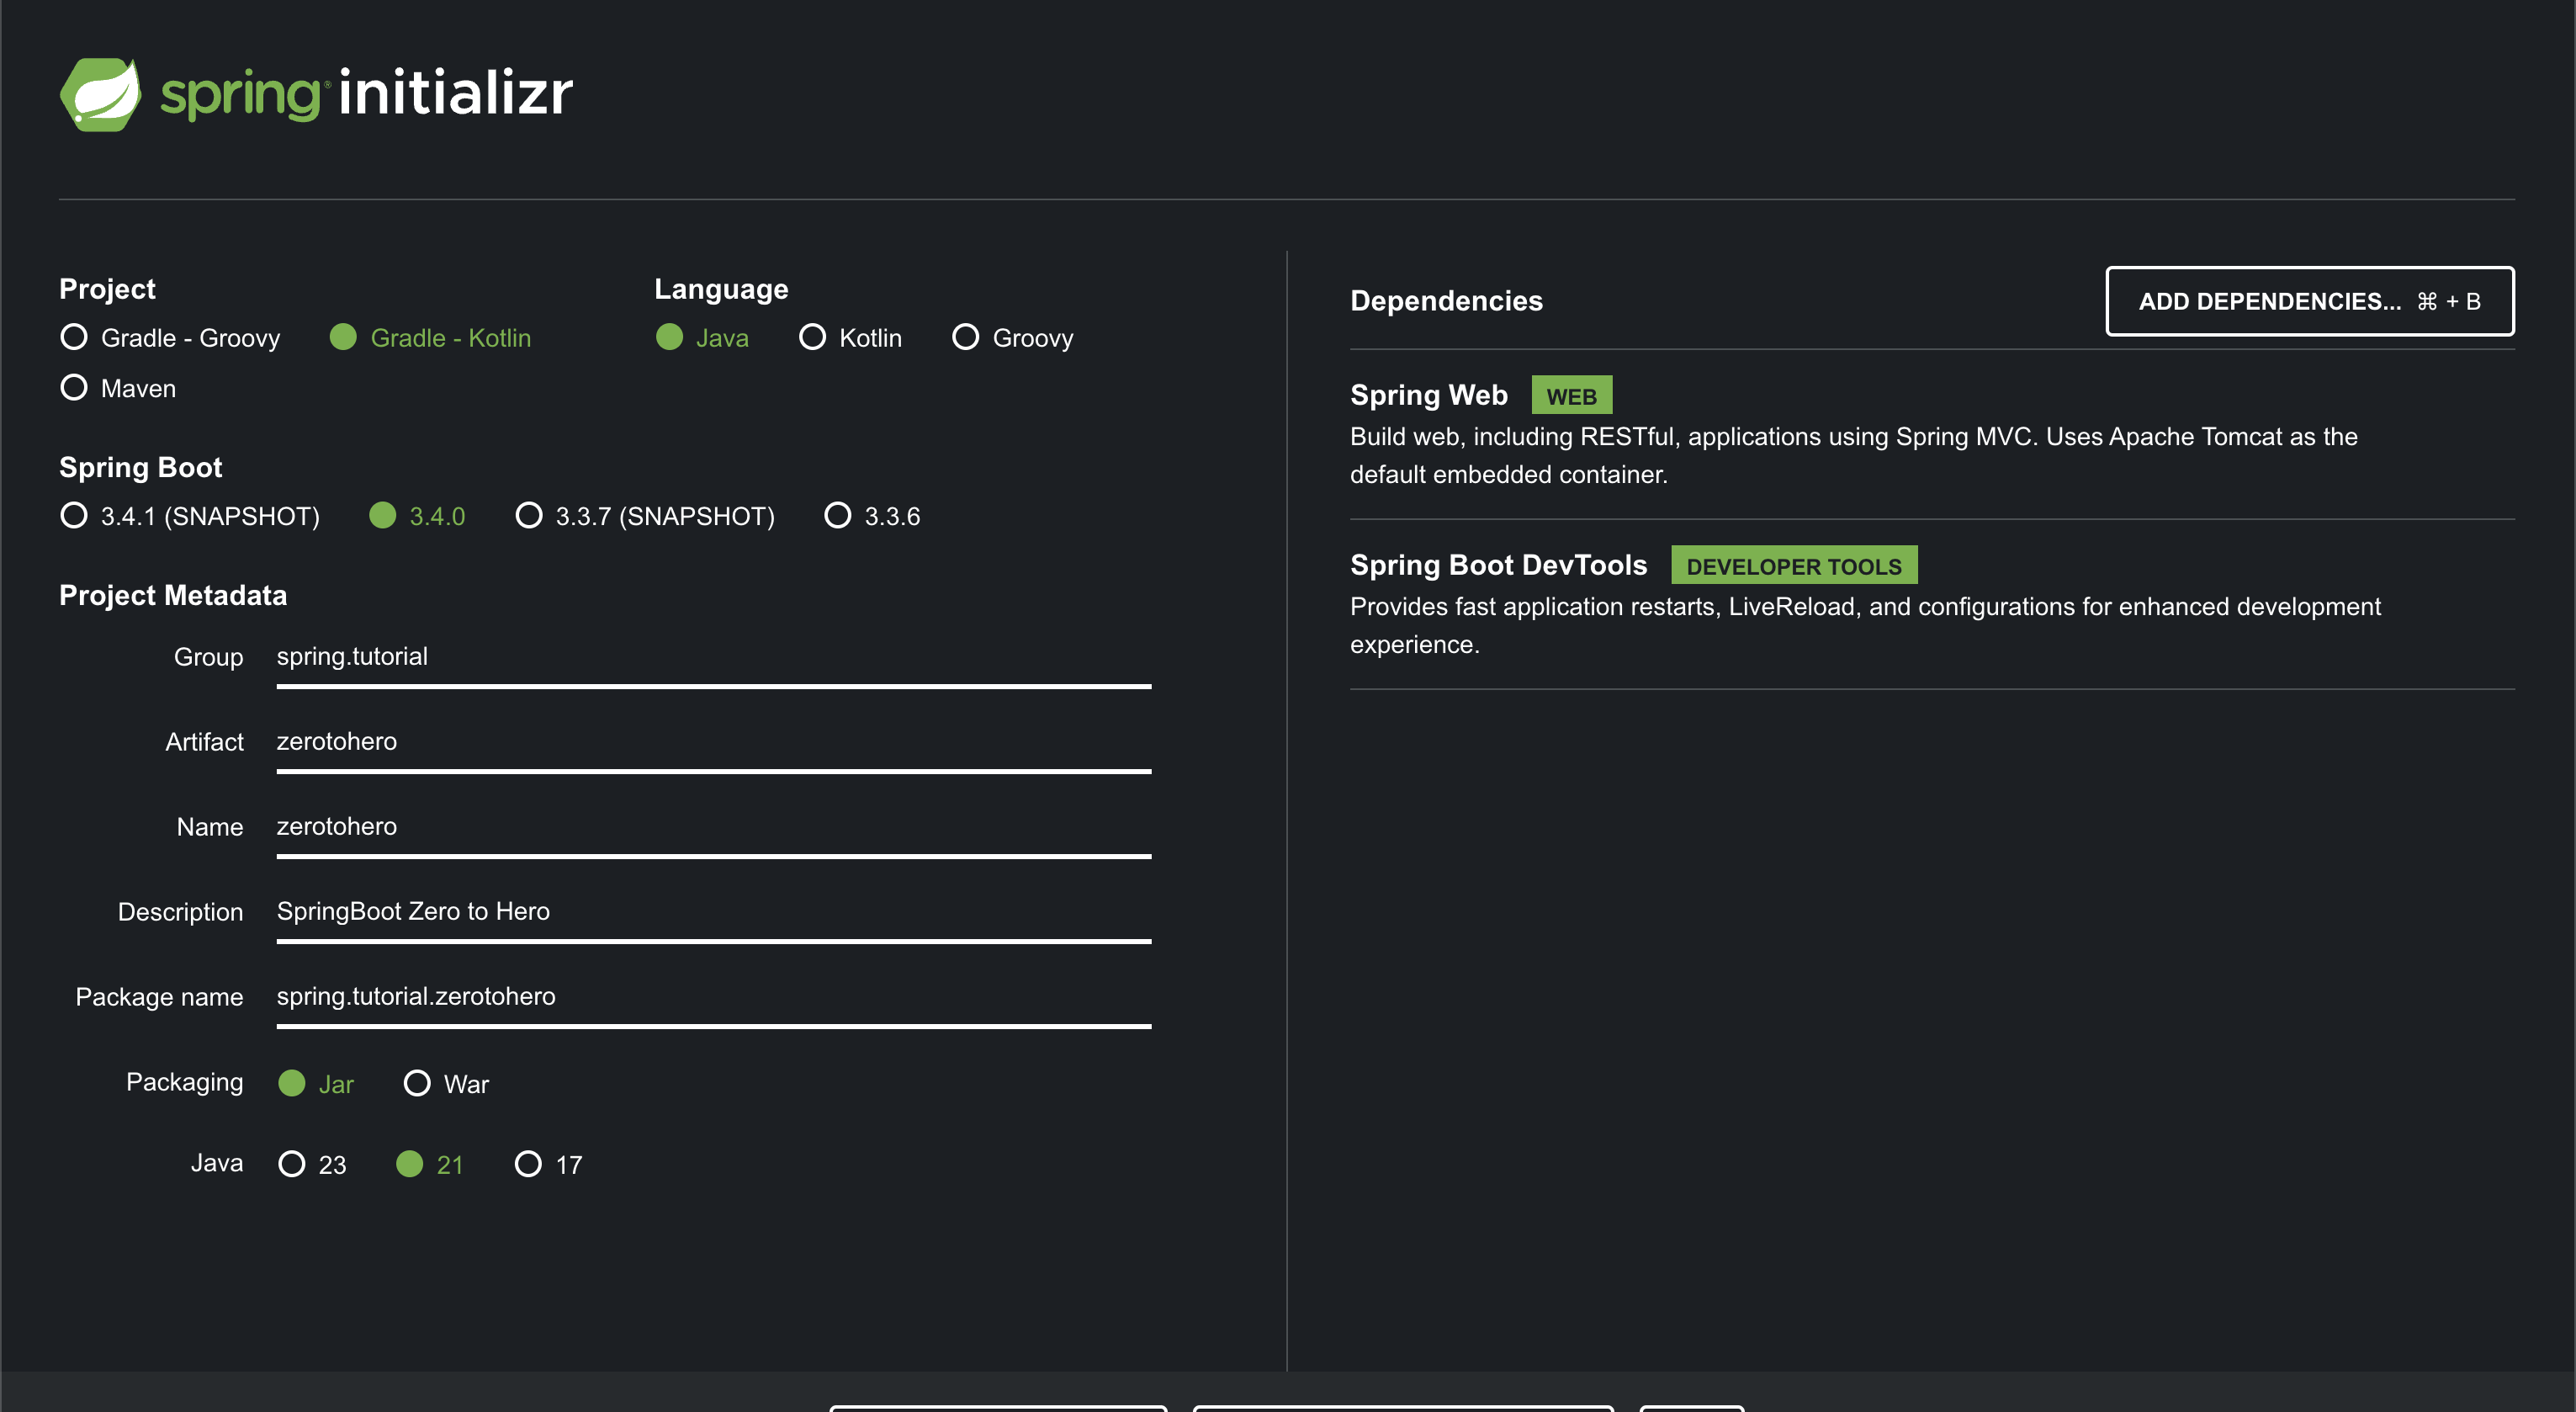 spring® initializr
Project
Gradle - Groovy Gradle - Kotlin
Maven
Language
Java Kotlin Groovy
Spring Boot
3.4.1 (SNAPSHOT) 3.4.0 3.3.7 (SNAPSHOT) 3.3.6
Project Metadata
Group spring.tutorial
Artifact zerotohero
Name zerotohero
Description SpringBoot Zero to Hero
Package name spring.tutorial.zerotohero
Packaging Jar War
Java 23 21 17
Dependencies
ADD DEPENDENCIES... ⌘ + B
Spring Web WEB
Build web, including RESTful, applications using Spring MVC. Uses Apache Tomcat as the
default embedded container.
Spring Boot DevTools DEVELOPER TOOLS
Provides fast application restarts, LiveReload, and configurations for enhanced development
experience.